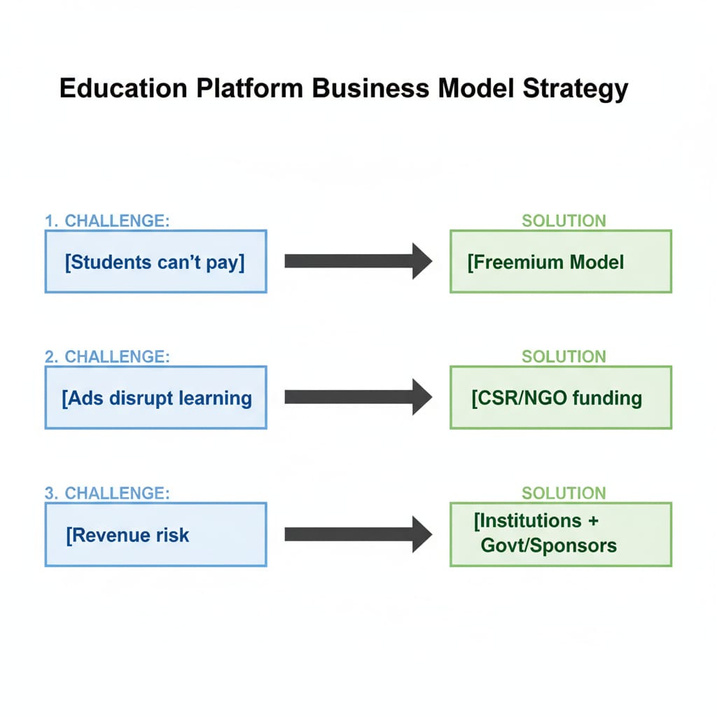 Education Platform Business Model Strategy
1. CHALLENGE:
[Students can't pay]
SOLUTION
[Freemium Model
2. CHALLENGE:
[Ads disrupt learning
SOLUTION
[CSR/NGO funding
3. CHALLENGE:
[Revenue risk
SOLUTION
[Institutions +
Govt/Sponsors